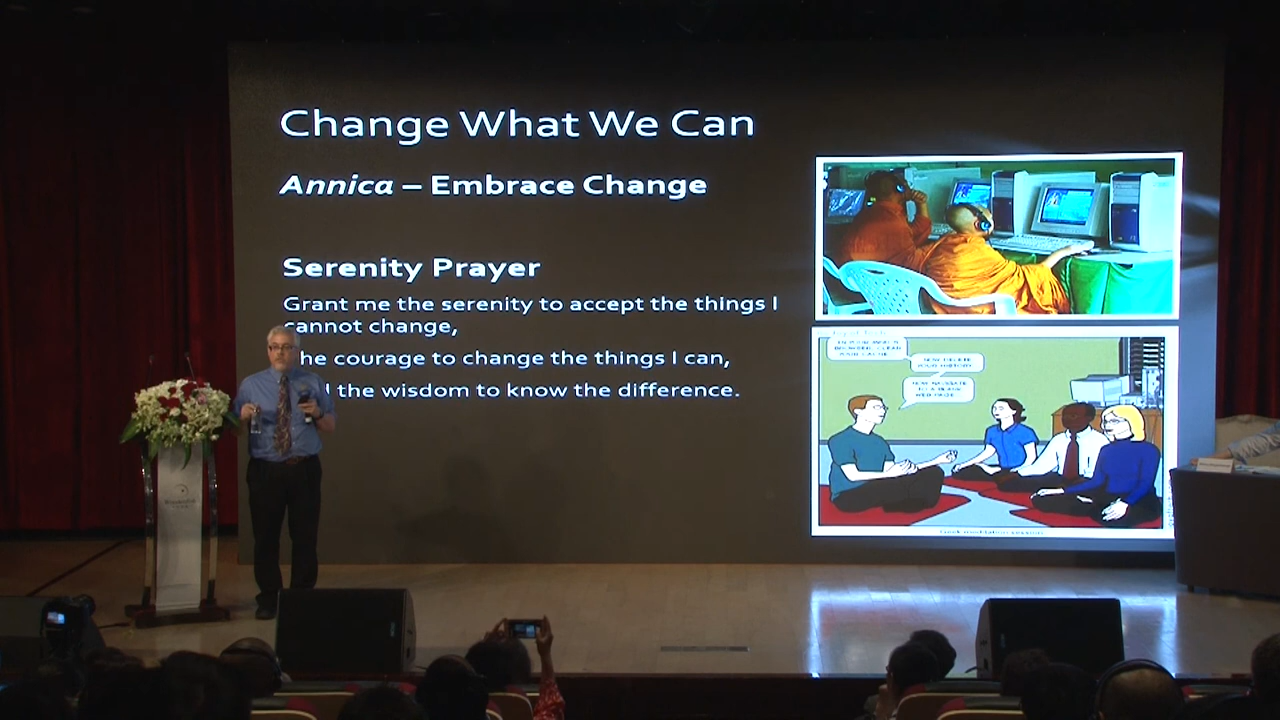 Change What We Can
Annica – Embrace Change
Serenity Prayer
Grant me the serenity to accept the things I
cannot change,
he courage to change the things I can,
the wisdom to know the difference.